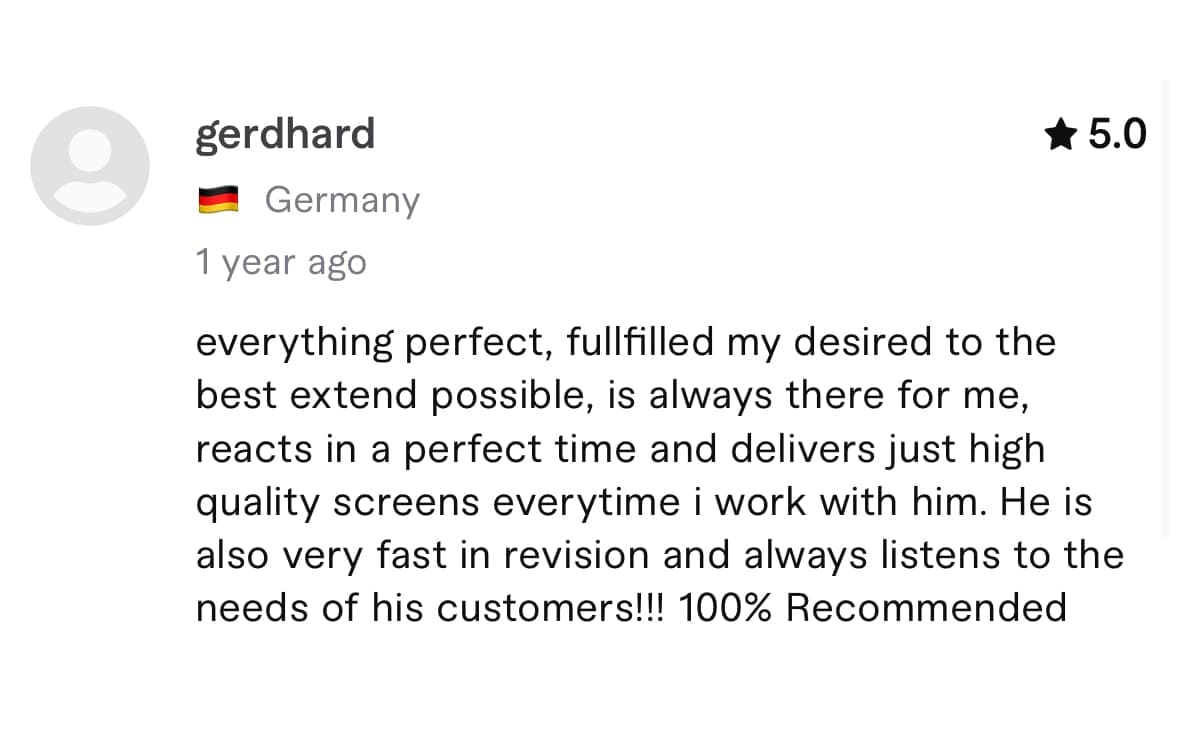 gerdhard
★ 5.0
Germany
1 year ago
everything perfect, fullfilled my desired to the
best extend possible, is always there for me,
reacts in a perfect time and delivers just high
quality screens everytime i work with him. He is
also very fast in revision and always listens to the
needs of his customers!!! 100% Recommended